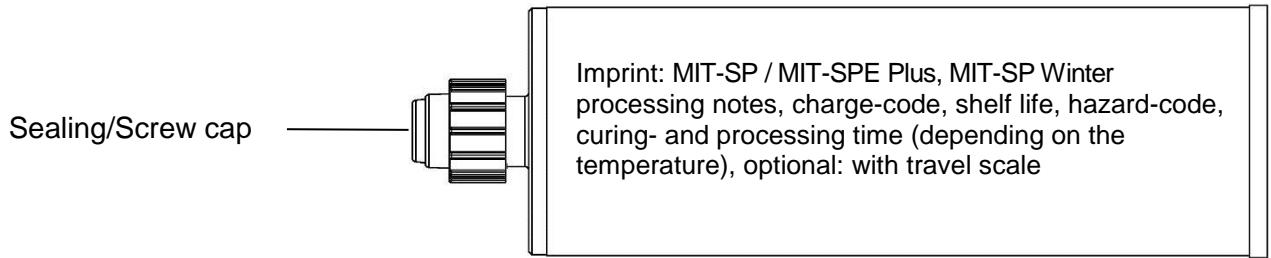 Imprint: MIT-SP / MIT-SPE Plus, MIT-SP Winter
processing notes, charge-code, shelf life, hazard-code,
curing- and processing time (depending on the
temperature), optional: with travel scale
Sealing/Screw cap